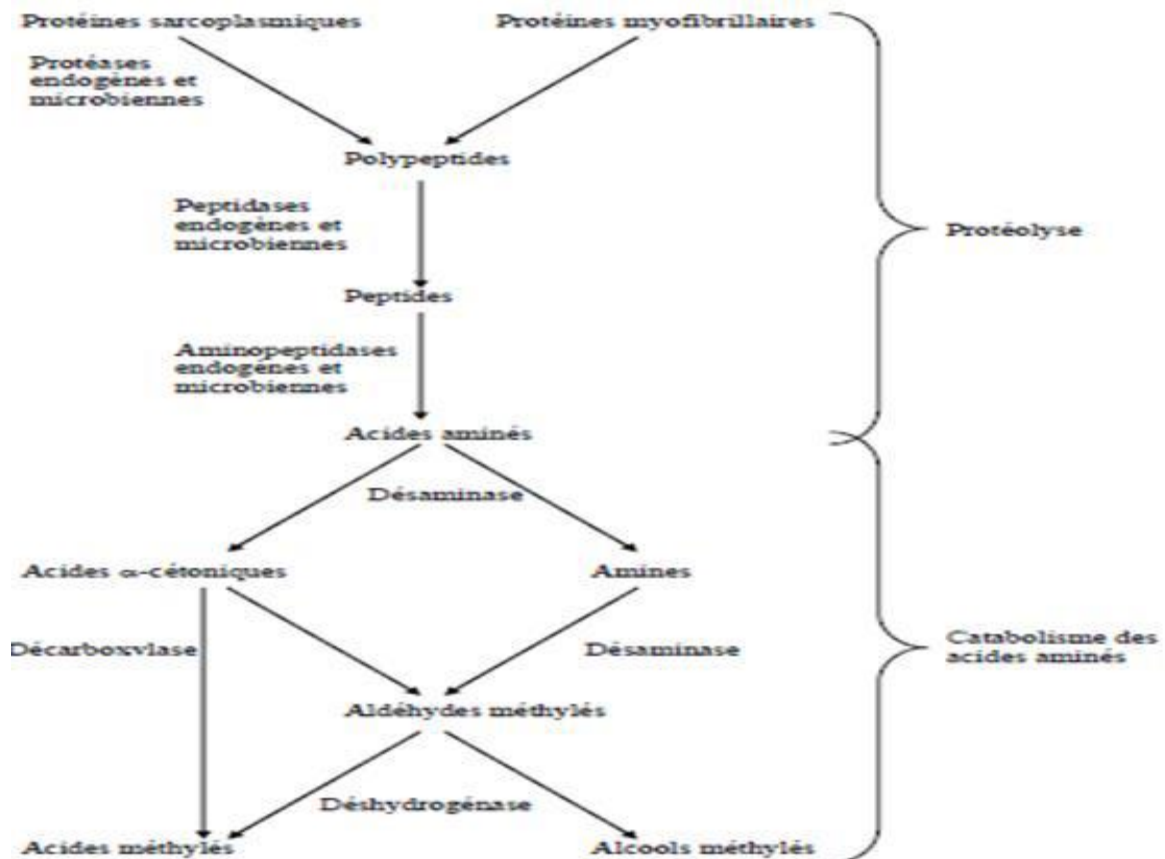 Protéines sarcoplasmiques
Protéines myofibrillaires
Protéases
endogènes et
microbiennes
Polypeptides
Peptidases
endogènes et
microbiennes
Protéolyse
Peptides
Aminopeptidases
endogènes et
microbiennes
Acides aminés
Désaminase
Acides α-cétoniques
Amines
Décarboxvlase
Désaminase
Catabolisme des
acides aminés
Aldéhydes méthylés
Déshydrogénase
Acides méthylés
Alcools méthylés